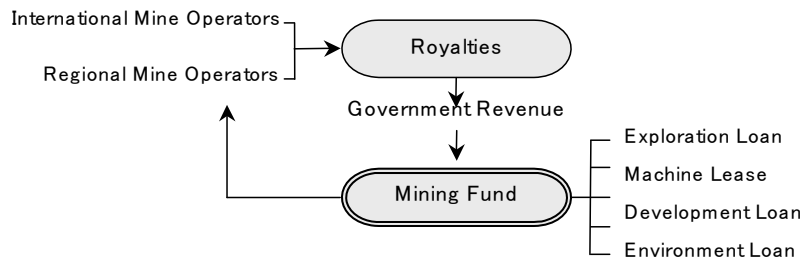 International Mine Operators
Royalties
Regional Mine Operators
Government Revenue
Mining Fund
Exploration Loan
Machine Lease
Development Loan
Environment Loan